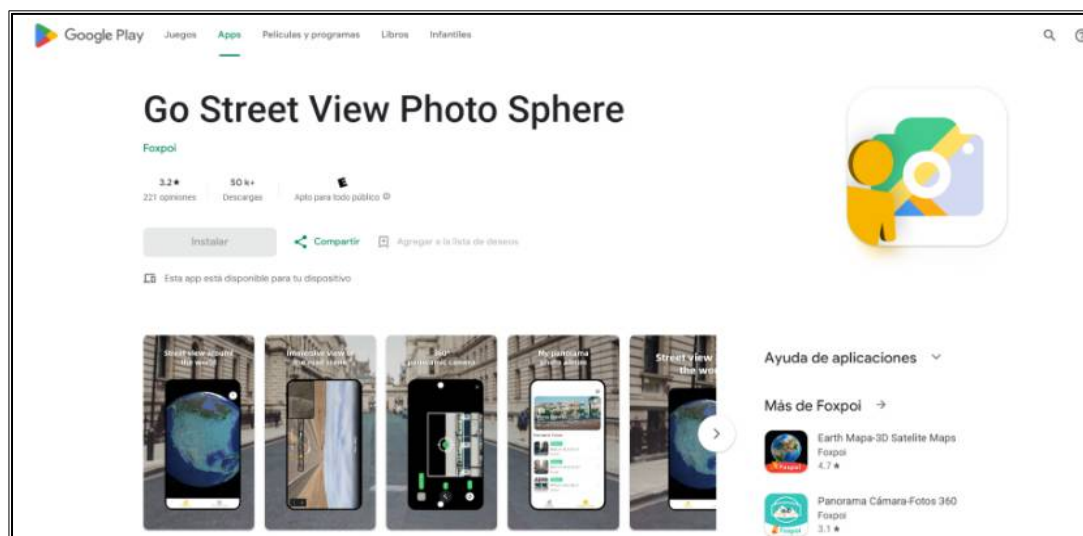 Google Play Juegos Apps Películas y programas Libros Infantiles
Go Street View Photo Sphere
Foxpoi
3.2★ 50 k+ E
221 opiniones Descargas Apto para todo público
Instalar Compartir Agregar a la lista de deseos
Esta app está disponible para tu dispositivo
Street view around
the world
Immersive view of
the real scene
360°
panoramic camera
My panorama
photo album
Street view
the wor
Ayuda de aplicaciones
Más de Foxpoi
Earth Mapa-3D Satelite Maps
Foxpoi
4.7★
Foxpoi
Panorama Cámara-Fotos 360
Foxpoi
3.1★
Foxpoi